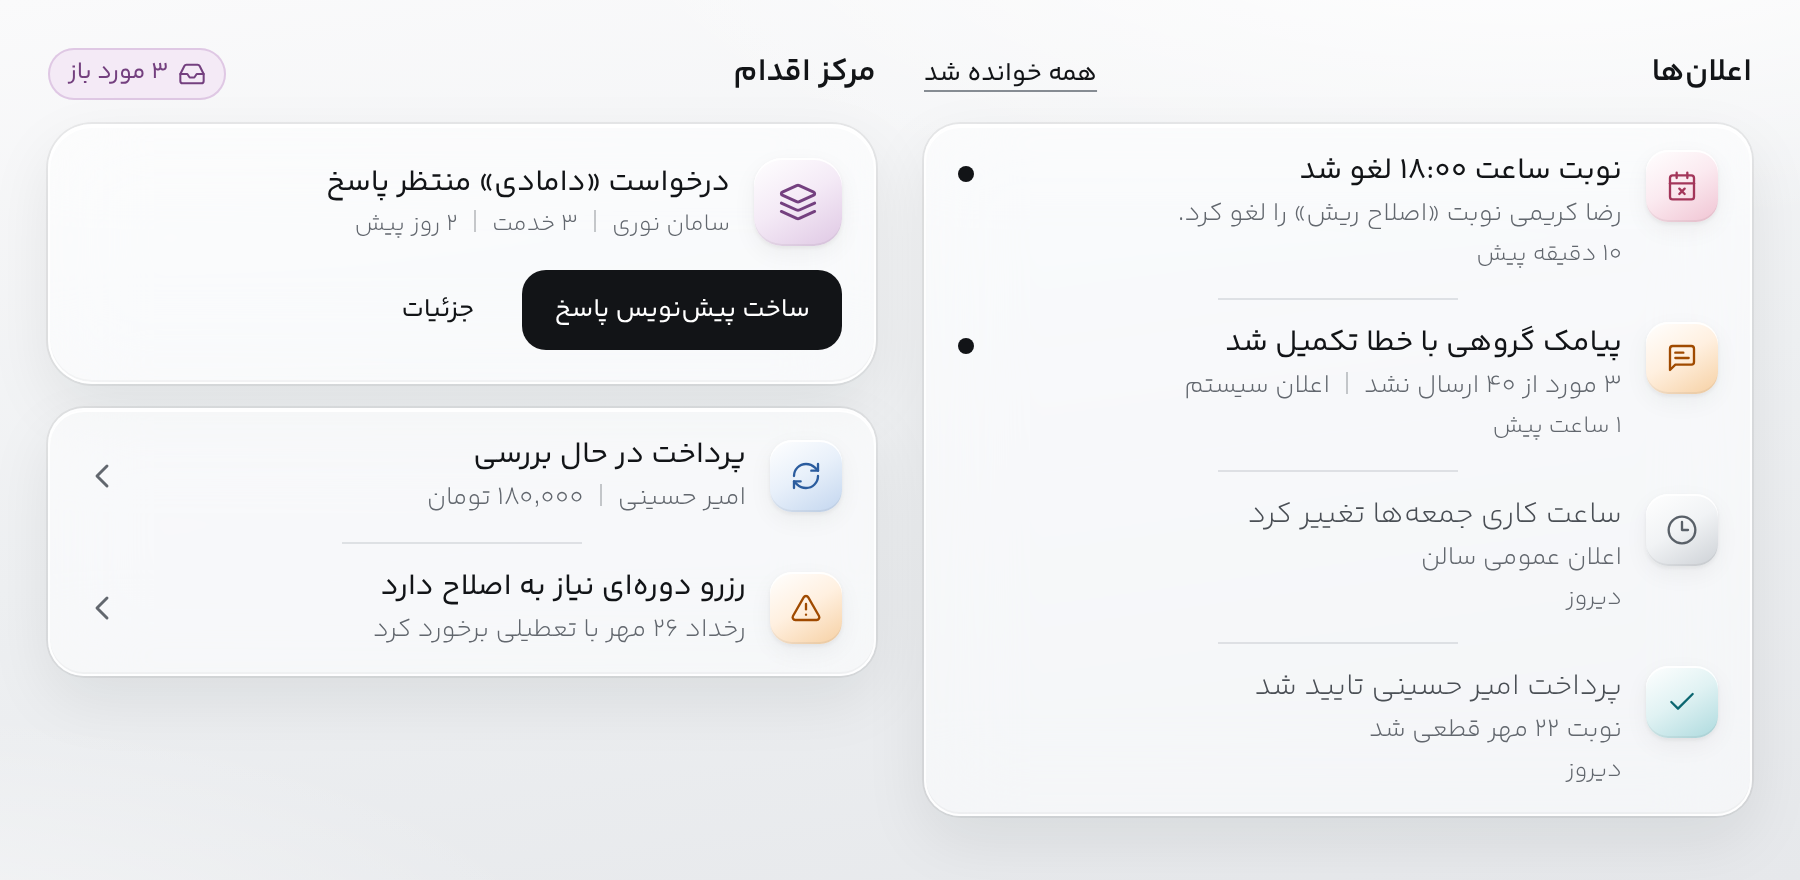 اعلان‌ها
همه خوانده شد
نوبت ساعت ۱۸:۰۰ لغو شد
رضا کریمی نوبت «اصلاح ریش» را لغو کرد.
۱۰ دقیقه پیش
پیامک گروهی با خطا تکمیل شد
۳ مورد از ۴۰ ارسال نشد | اعلان سیستم
۱ ساعت پیش
ساعت کاری جمعه‌ها تغییر کرد
اعلان عمومی سالن
دیروز
پرداخت امیر حسینی تایید شد
نوبت ۲۲ مهر قطعی شد
دیروز
مرکز اقدام
۳ مورد باز
درخواست «دامادی» منتظر پاسخ
سامان نوری | ۳ خدمت | ۲ روز پیش
ساخت پیش‌نویس پاسخ
جزئیات
پرداخت در حال بررسی
امیر حسینی | ۱۸۰,۰۰۰ تومان
رزرو دوره‌ای نیاز به اصلاح دارد
رخداد ۲۶ مهر با تعطیلی برخورد کرد